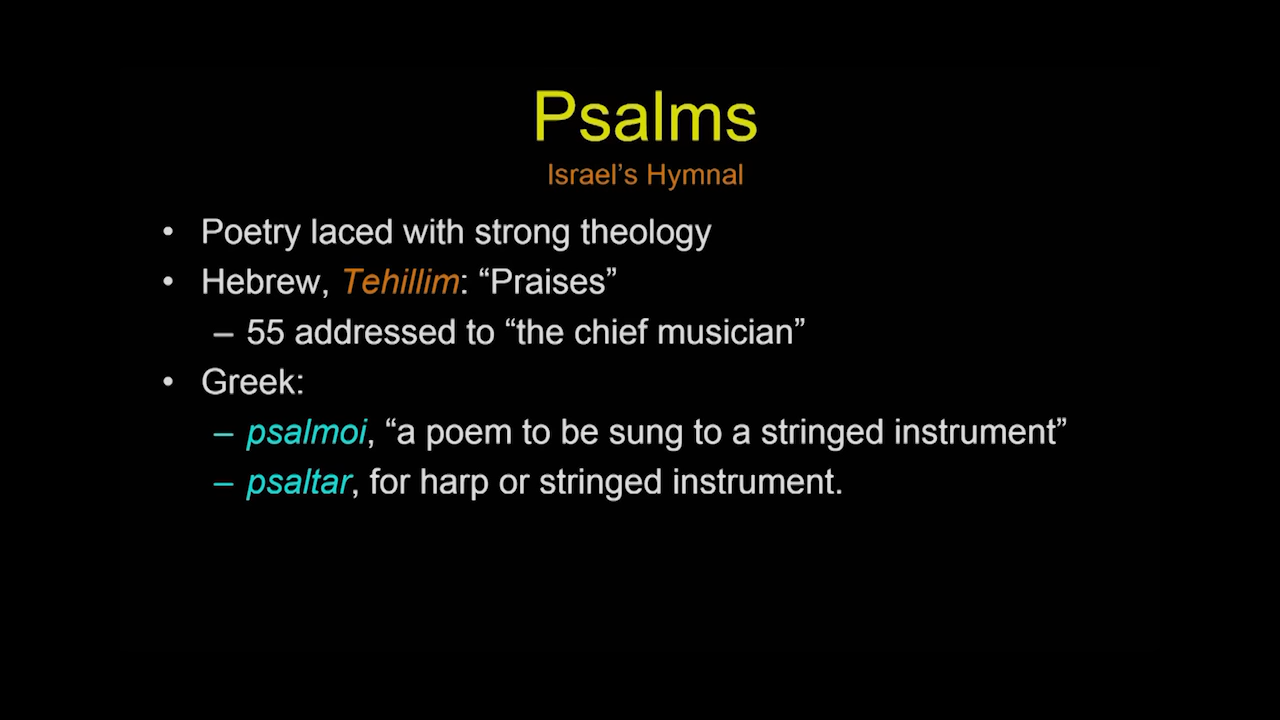 Psalms
Israel’s Hymnal
• Poetry laced with strong theology
• Hebrew, Tehillim: “Praises”
– 55 addressed to “the chief musician”
• Greek:
– psalmoi, “a poem to be sung to a stringed instrument”
– psaltar, for harp or stringed instrument.